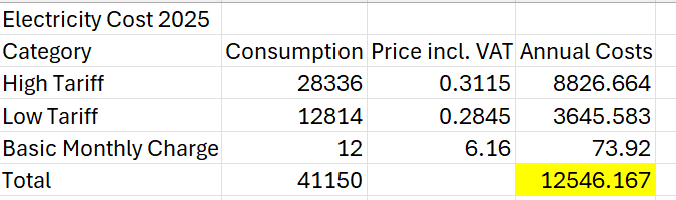 Electricity Cost 2025
Category Consumption Price incl. VAT Annual Costs
High Tariff 28336 0.3115 8826.664
Low Tariff 12814 0.2845 3645.583
Basic Monthly Charge 12 6.16 73.92
Total 41150 12546.167